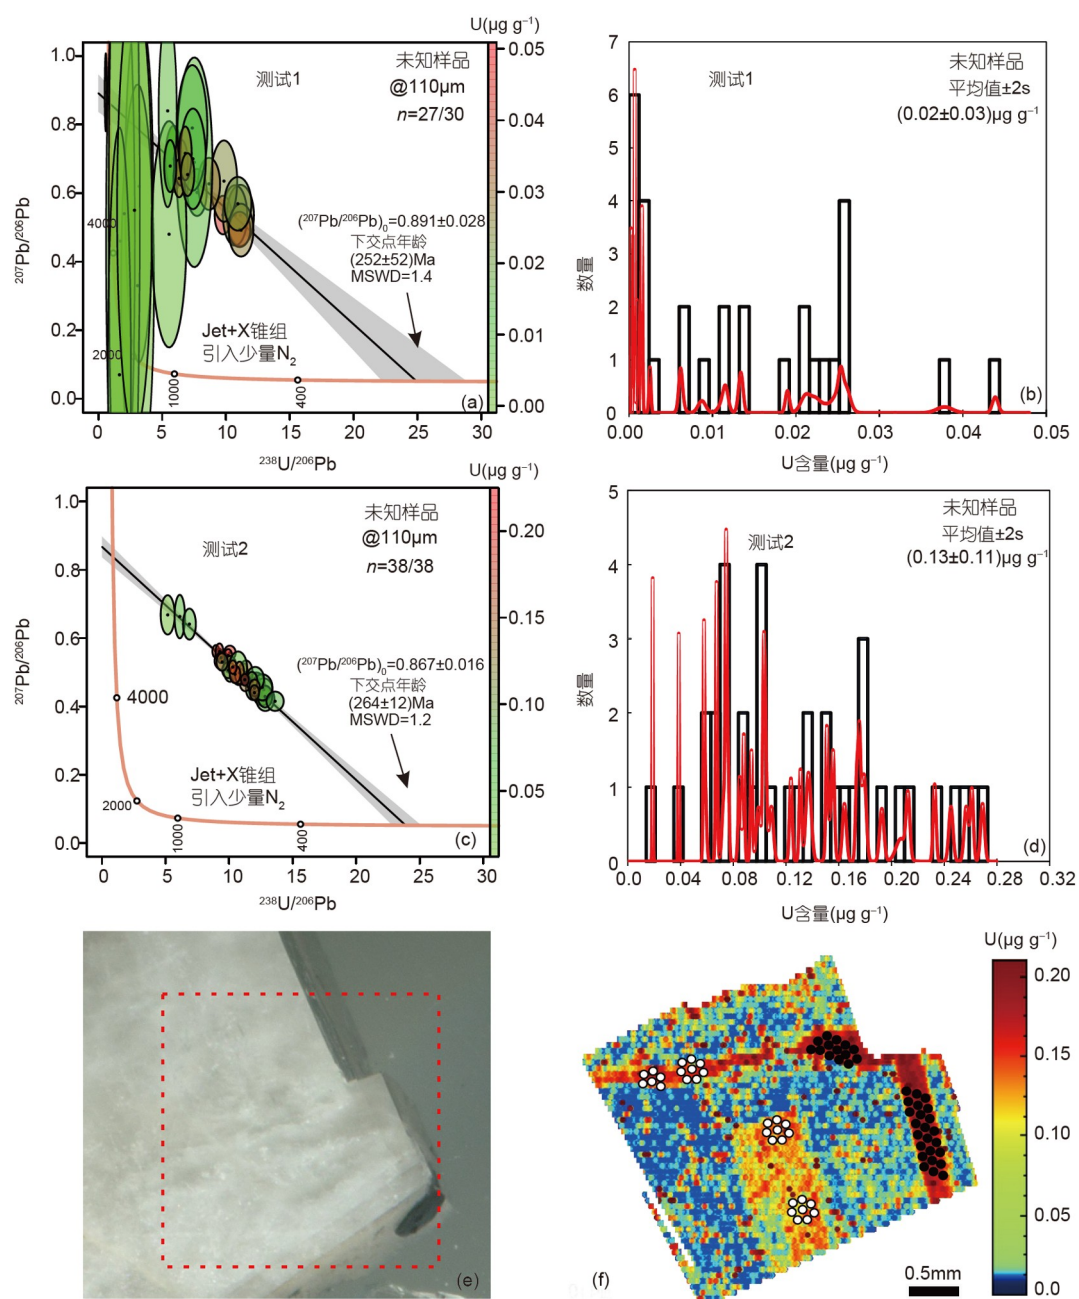 U(μg g⁻¹)
1.0
0.8
0.6
0.4
0.2
0.0
²⁰⁷Pb/²⁰⁶Pb
测试1
未知样品
@110μm
n=27/30
4000
2000
(²⁰⁷Pb/²⁰⁶Pb)₀=0.891±0.028
下交点年龄
(252±52)Ma
MSWD=1.4
Jet+X锥组
引入少量N₂
1000
400
(a)
0 5 10 15 20 25 30
²³⁸U/²⁰⁶Pb
0.05
0.04
0.03
0.02
0.01
0.00
7
6
5
4
3
2
1
0
数量
测试1
未知样品
平均值±2s
(0.02±0.03)μg g⁻¹
(b)
0.00 0.01 0.02 0.03 0.04 0.05
U含量(μg g⁻¹)
U(μg g⁻¹)
1.0
0.8
0.6
0.4
0.2
0.0
²⁰⁷Pb/²⁰⁶Pb
测试2
未知样品
@110μm
n=38/38
(²⁰⁷Pb/²⁰⁶Pb)₀=0.867±0.016
下交点年龄
(264±12)Ma
MSWD=1.2
4000
2000
1000
400
Jet+X锥组
引入少量N₂
(c)
0 5 10 15 20 25 30
²³⁸U/²⁰⁶Pb
0.20
0.15
0.10
0.05
5
4
3
2
1
0
数量
测试2
未知样品
平均值±2s
(0.13±0.11)μg g⁻¹
(d)
0.0 0.04 0.08 0.12 0.16 0.20 0.24 0.28 0.32
U含量(μg g⁻¹)
(e)
(f)
U(μg g⁻¹)
0.20
0.15
0.10
0.05
0.0
0.5mm